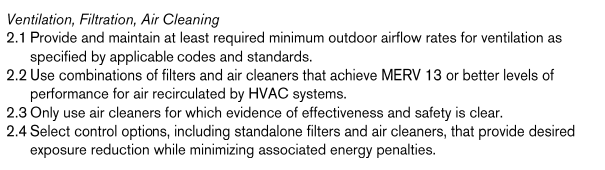 Ventilation, Filtration, Air Cleaning
2.1 Provide and maintain at least required minimum outdoor airflow rates for ventilation as
specified by applicable codes and standards.
2.2 Use combinations of filters and air cleaners that achieve MERV 13 or better levels of
performance for air recirculated by HVAC systems.
2.3 Only use air cleaners for which evidence of effectiveness and safety is clear.
2.4 Select control options, including standalone filters and air cleaners, that provide desired
exposure reduction while minimizing associated energy penalties.